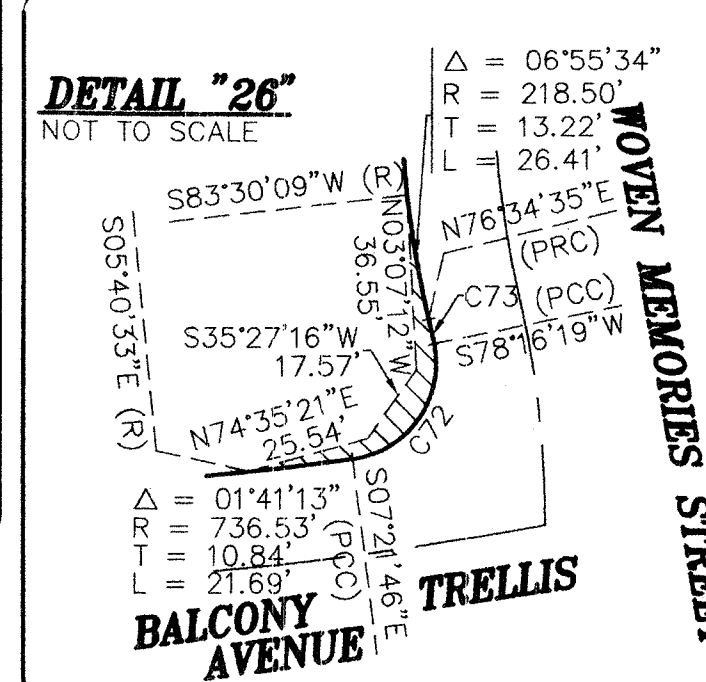 DETAIL "26"
NOT TO SCALE
Δ = 06°55'34"
R = 218.50'
T = 13.22'
L = 26.41'
WOVEN MEMORIES STREET
S83°30'09"W (R)
N76°34'35"E
(PRC)
N03°07'12"W
36.55'
S05°40'33"E (R)
C73 (PCC)
S78°16'19"W
S35°27'16"W
17.57'
N74°35'21"E
25.54'
C72
S07°21'46"E
(PCC)
Δ = 01°41'13"
R = 736.53'
T = 10.84'
L = 21.69'
BALCONY TRELLIS
AVENUE